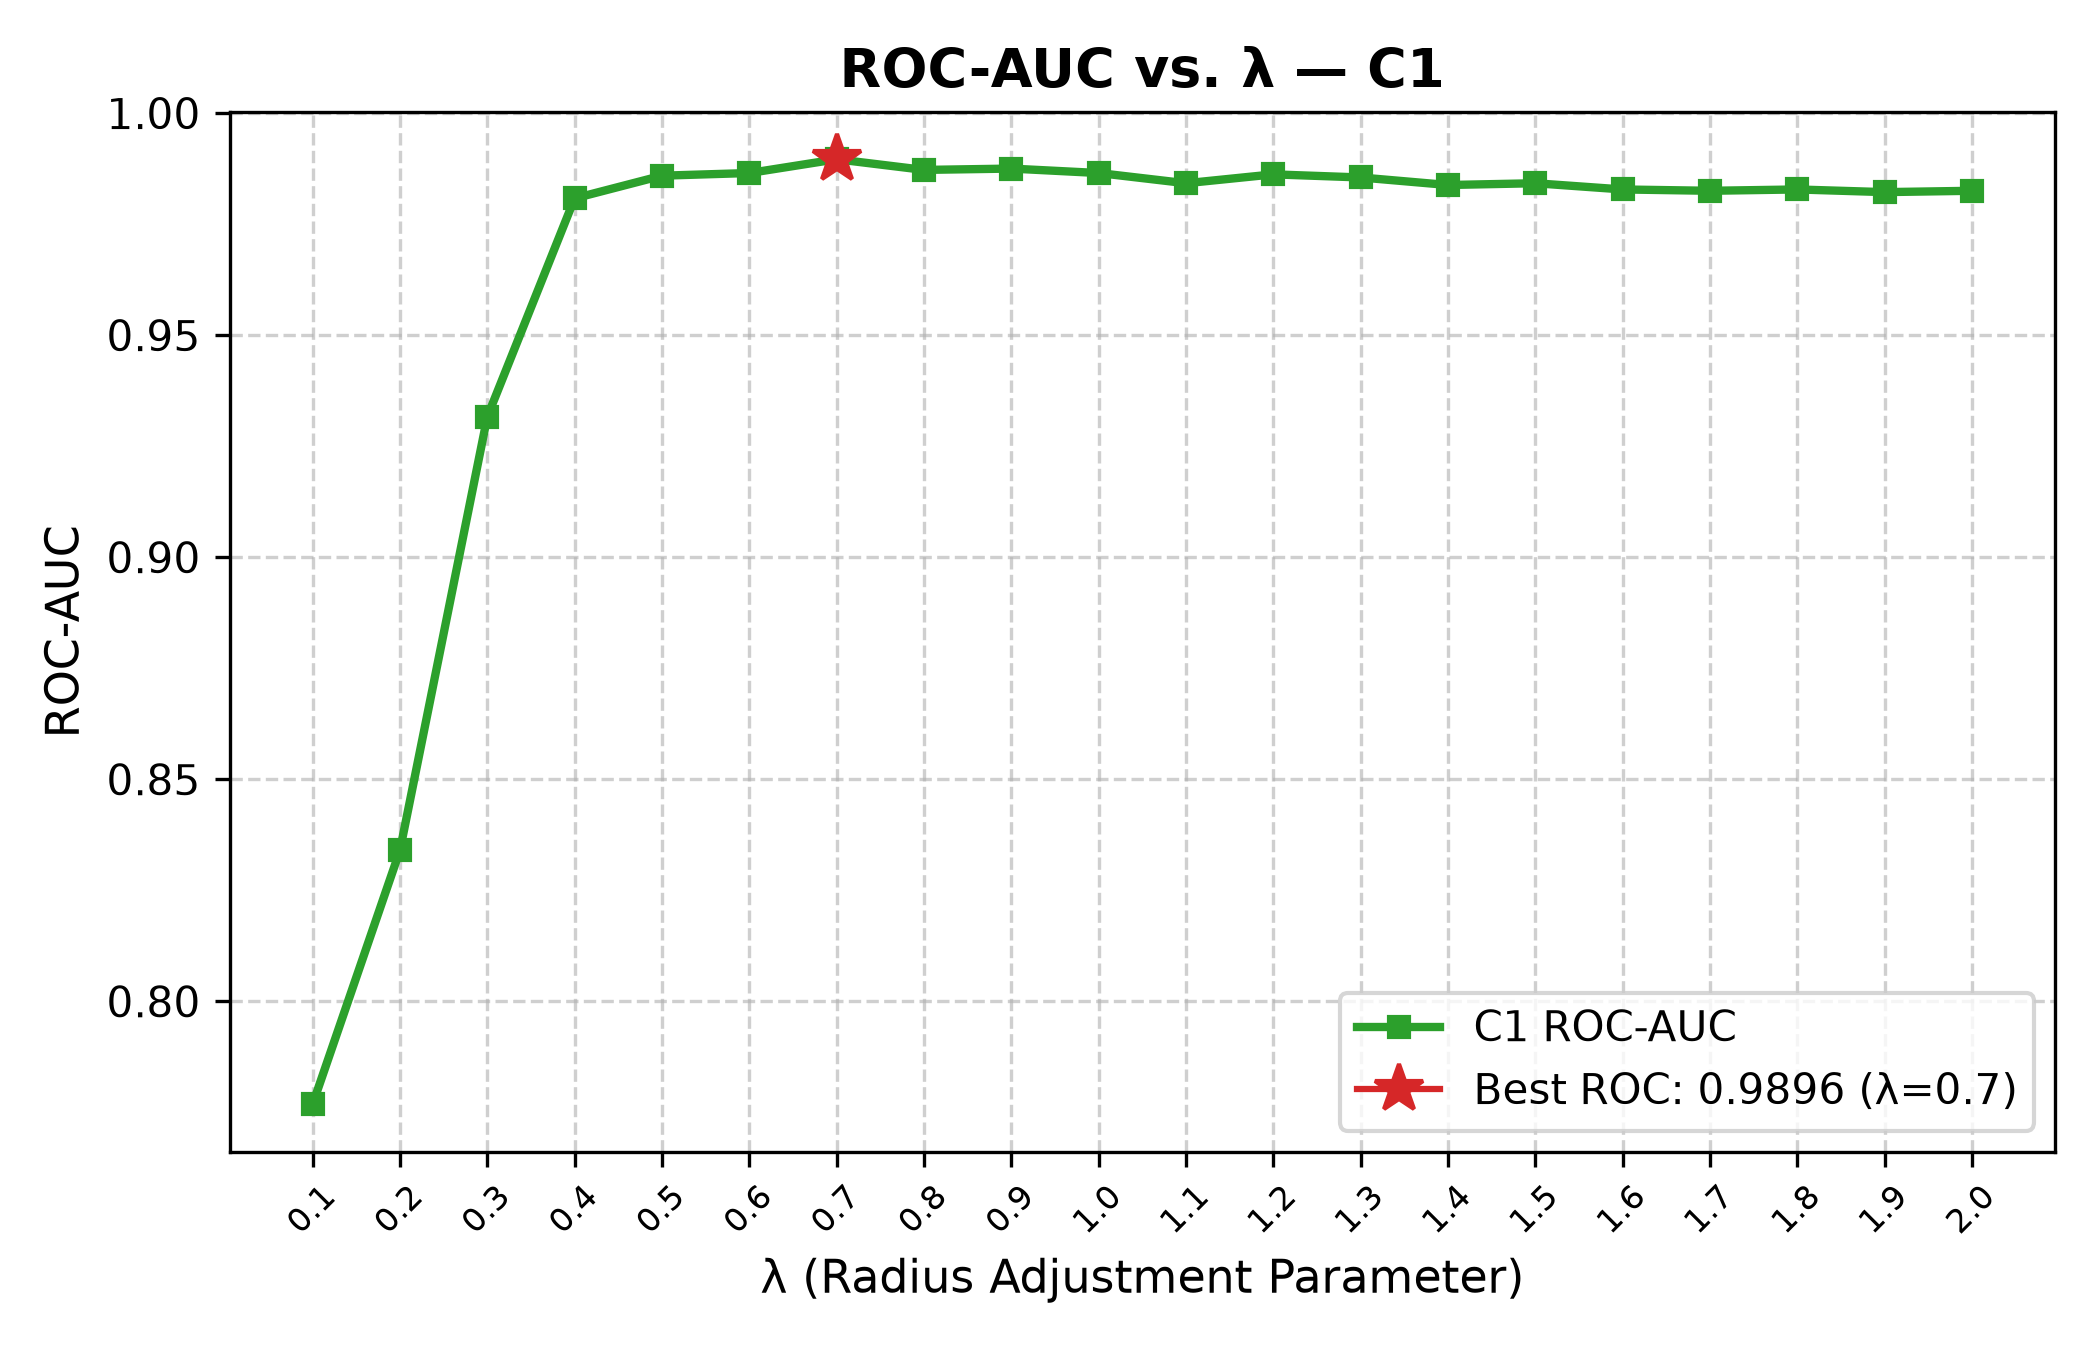 ROC-AUC vs. λ — C1
1.00
0.95
0.90
0.85
0.80
ROC-AUC
C1 ROC-AUC
Best ROC: 0.9896 (λ=0.7)
0.1 0.2 0.3 0.4 0.5 0.6 0.7 0.8 0.9 1.0 1.1 1.2 1.3 1.4 1.5 1.6 1.7 1.8 1.9 2.0
λ (Radius Adjustment Parameter)